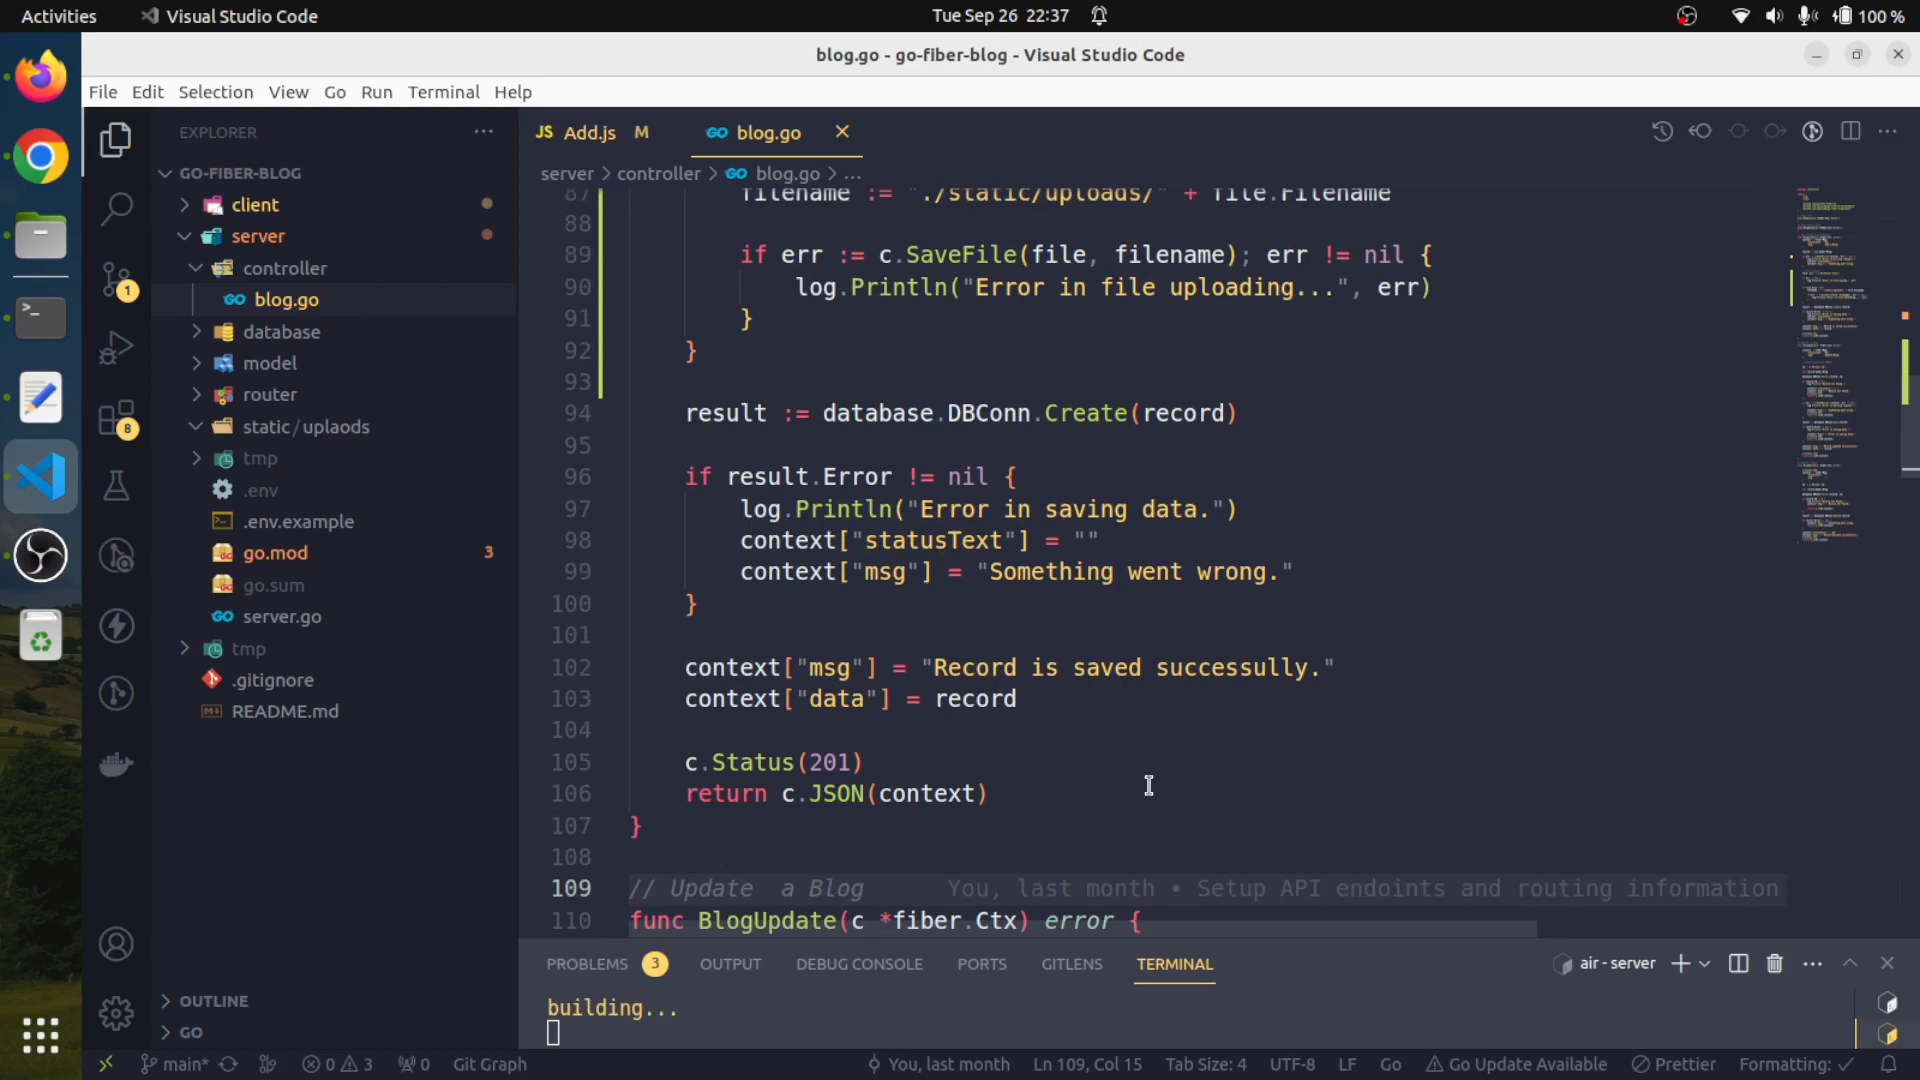 Activities
Visual Studio Code
Tue Sep 26 22:37
100 %
blog.go - go-fiber-blog - Visual Studio Code
File Edit Selection View Go Run Terminal Help
EXPLORER
GO-FIBER-BLOG
client
server
controller
blog.go
database
model
router
static/uplaods
tmp
.env
.env.example
go.mod 3
go.sum
server.go
tmp
.gitignore
README.md
OUTLINE
GO
1
8
JS Add.js M
blog.go
server > controller > blog.go > ...
87 filename := "./static/uploads/" + file.Filename
88
89 if err := c.SaveFile(file, filename); err != nil {
90 log.Println("Error in file uploading...", err)
91 }
92 }
93
94 result := database.DBConn.Create(record)
95
96 if result.Error != nil {
97 log.Println("Error in saving data.")
98 context["statusText"] = ""
99 context["msg"] = "Something went wrong."
100 }
101
102 context["msg"] = "Record is saved successully."
103 context["data"] = record
104
105 c.Status(201)
106 return c.JSON(context)
107 }
108
109 // Update  a Blog You, last month • Setup API endoints and routing information
110 func BlogUpdate(c *fiber.Ctx) error {
PROBLEMS 3 OUTPUT DEBUG CONSOLE PORTS GITLENS TERMINAL
air - server
building...
main* 0 3 0 Git Graph You, last month Ln 109, Col 15 Tab Size: 4 UTF-8 LF Go Go Update Available Prettier Formatting: